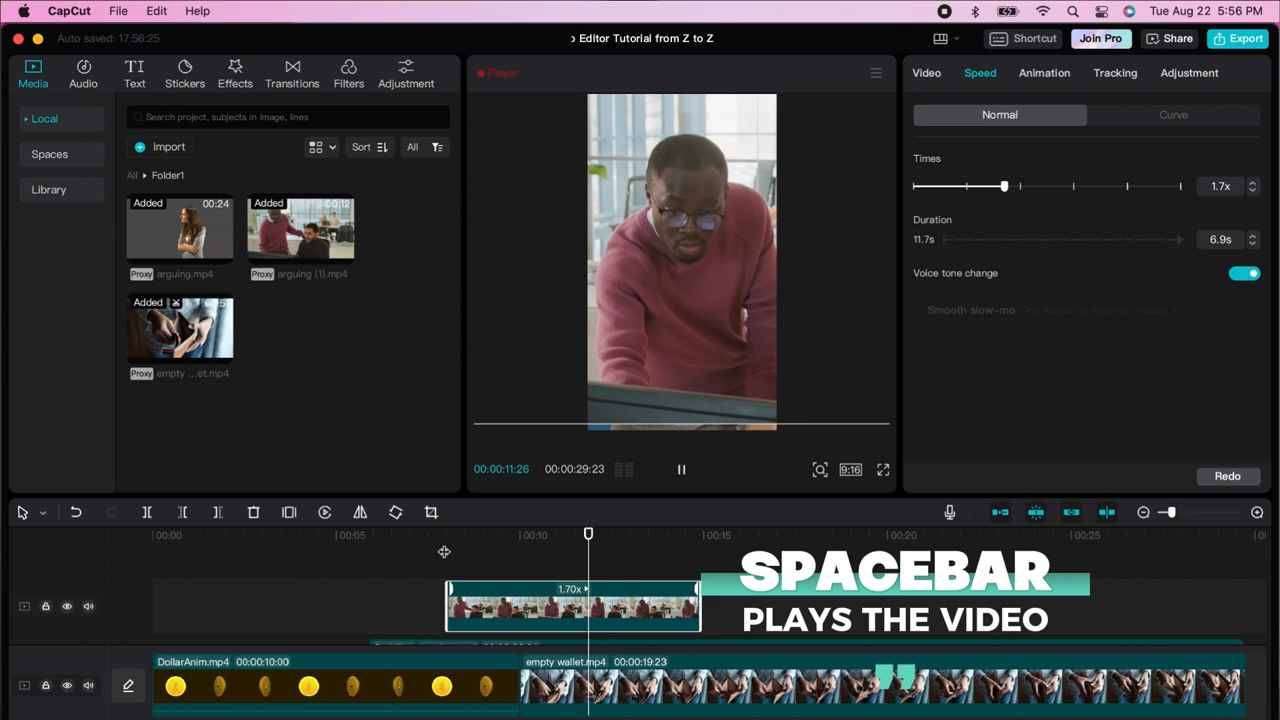 CapCut File Edit Help Tue Aug 22 5:56 PM
Auto saved: 17:56:25 Editor Tutorial from Z to Z Shortcut Join Pro Share Export
Media Audio Text Stickers Effects Transitions Filters Adjustment
Player
Video Speed Animation Tracking Adjustment
Local
Spaces
Library
Search project, subjects in image, lines
Import Sort All
All Folder1
Added 00:24
Added 00:12
Proxy arguing.mp4
Proxy arguing (1).mp4
Added
Proxy empty ...et.mp4
00:00:11:26 00:00:29:23 9:16
Normal Curve
Times
1.7x
Duration
11.7s 6.9s
Voice tone change
Smooth slow-mo
Redo
00:00 00:05 00:10 00:15 00:20 00:25
1.70x
SPACEBAR
PLAYS THE VIDEO
DollarAnim.mp4 00:00:10:00
empty wallet.mp4 00:00:19:23